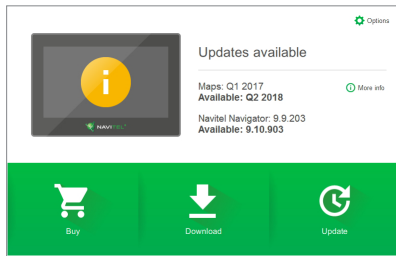 Options
Updates available
Maps: Q1 2017
Available: Q2 2018
More info
Navitel Navigator: 9.9.203
Available: 9.10.903
NAVITEL
Buy
Download
Update